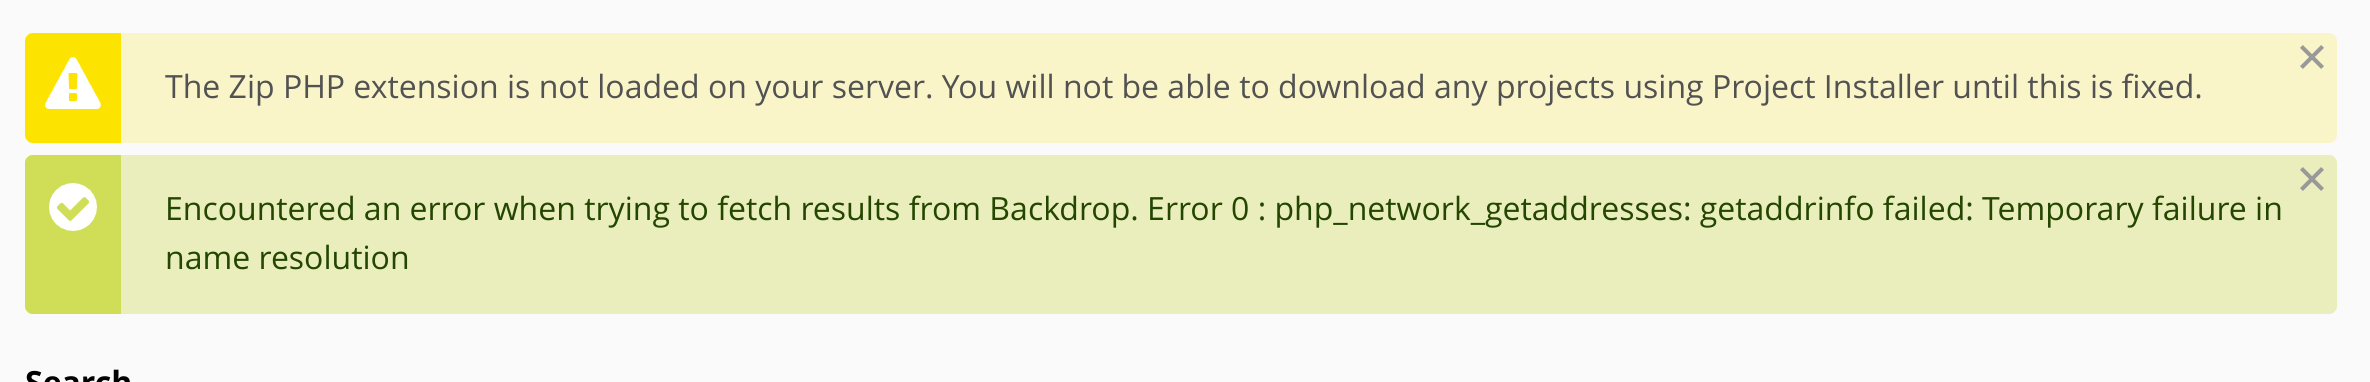 The Zip PHP extension is not loaded on your server. You will not be able to download any projects using Project Installer until this is fixed.
Encountered an error when trying to fetch results from Backdrop. Error 0 : php_network_getaddresses: getaddrinfo failed: Temporary failure in
name resolution
Search